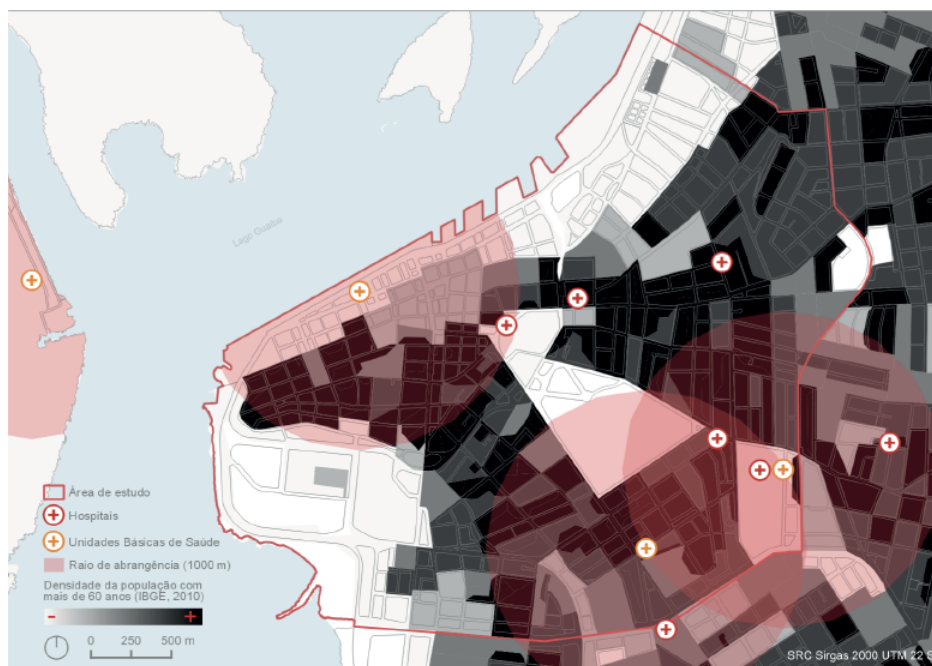 Lago Guaíba
Área de estudo
Hospitais
Unidades Básicas de Saúde
Raio de abrangência (1000 m)
Densidade da população com
mais de 60 anos (IBGE, 2010)
- +
0 250 500 m
SRC Sirgas 2000 UTM 22 S